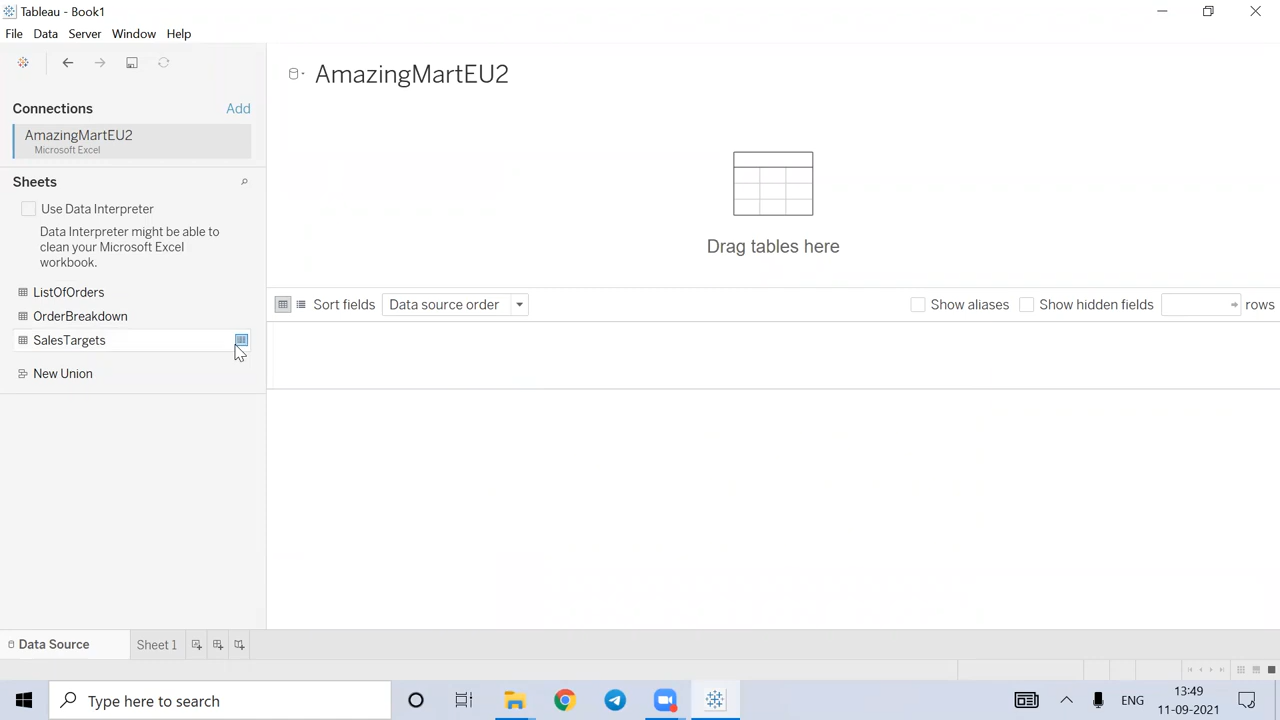 Tableau - Book1
File Data Server Window Help
Connections Add
AmazingMartEU2
Microsoft Excel
Sheets
Use Data Interpreter
Data Interpreter might be able to
clean your Microsoft Excel
workbook.
ListOfOrders
OrderBreakdown
SalesTargets
New Union
AmazingMartEU2
Drag tables here
Sort fields Data source order Show aliases Show hidden fields rows
Data Source Sheet 1
Type here to search
ENG
13:49
11-09-2021